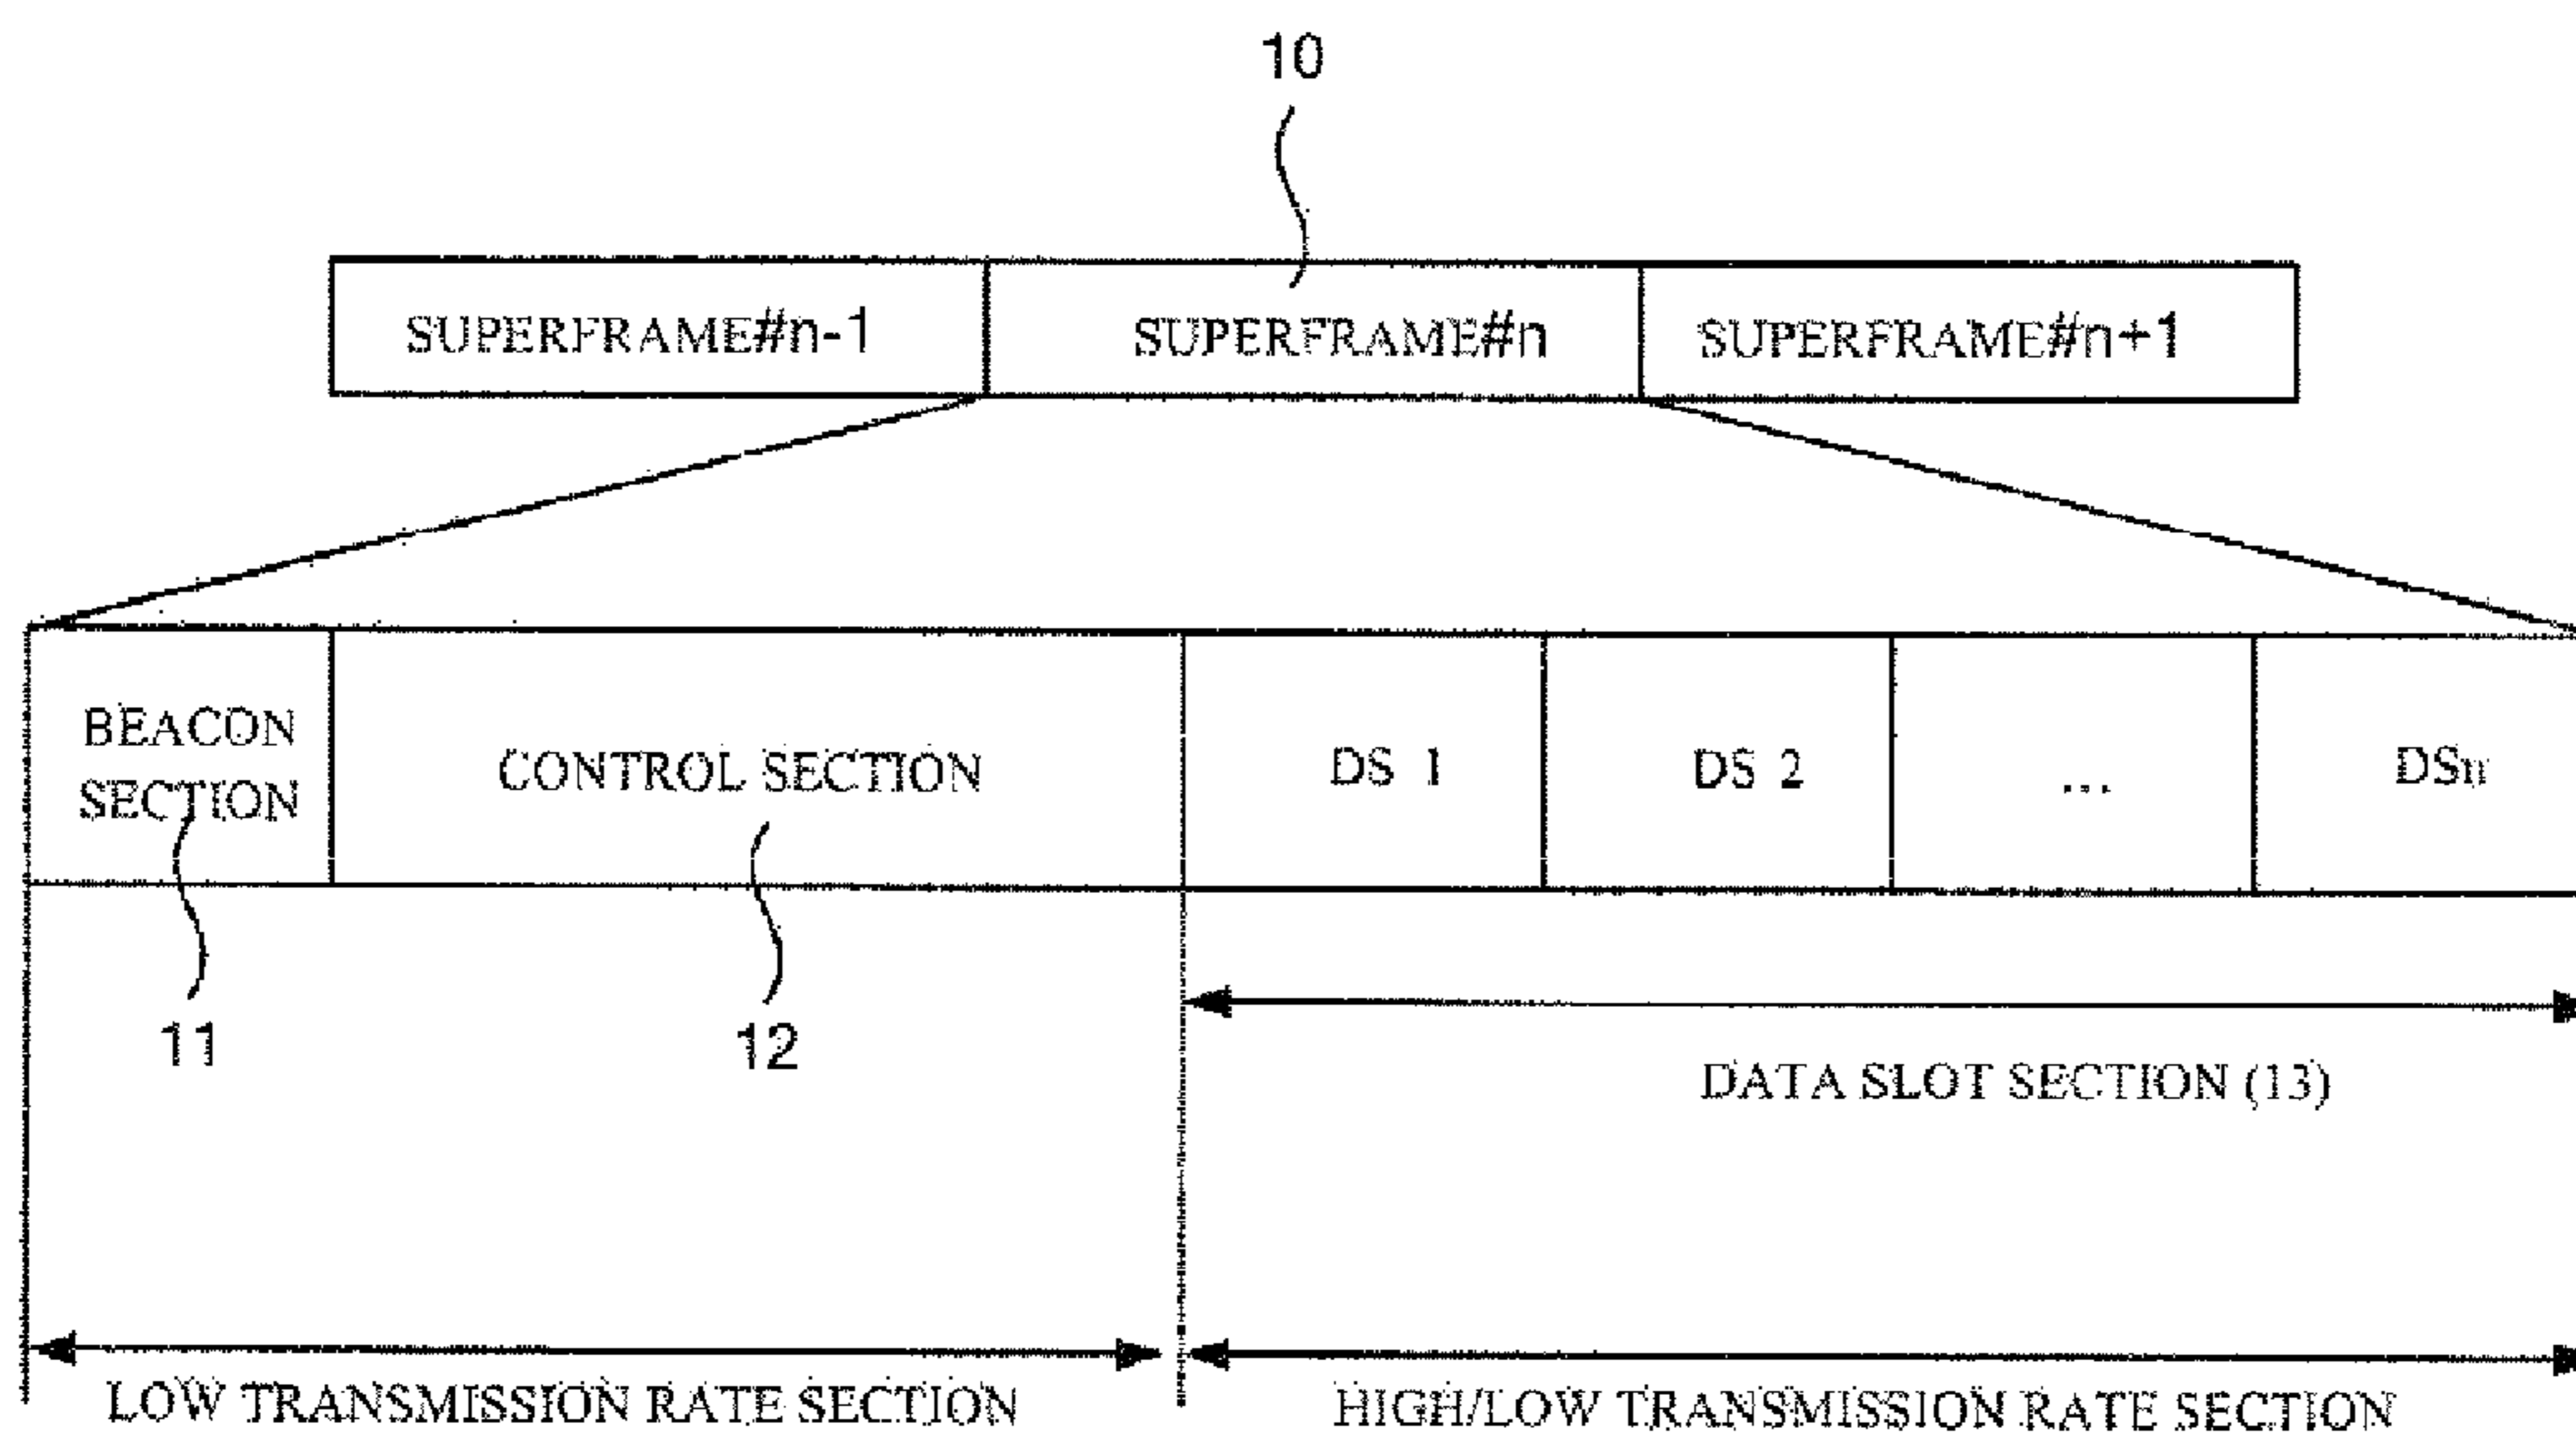 10
SUPERFRAME#n-1 SUPERFRAME#n SUPERFRAME#n+1
BEACON
SECTION
CONTROL SECTION
DS 1 DS 2 ... DSn
11 12
DATA SLOT SECTION (13)
LOW TRANSMISSION RATE SECTION HIGH/LOW TRANSMISSION RATE SECTION